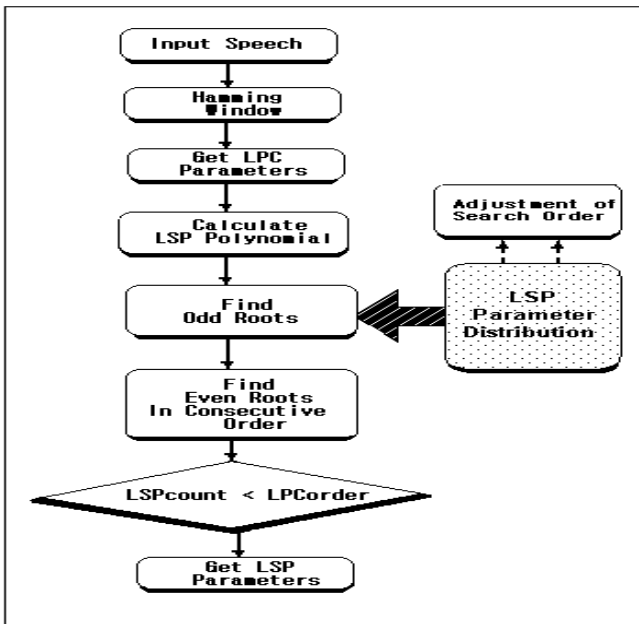 Input Speech
Hamming
Window
Get LPC
Parameters
Calculate
LSP Polynomial
Find
Odd Roots
Find
Even Roots
In Consecutive
Order
LSPcount < LPCorder
Get LSP
Parameters
Adjustment of
Search Order
LSP
Parameter
Distribution